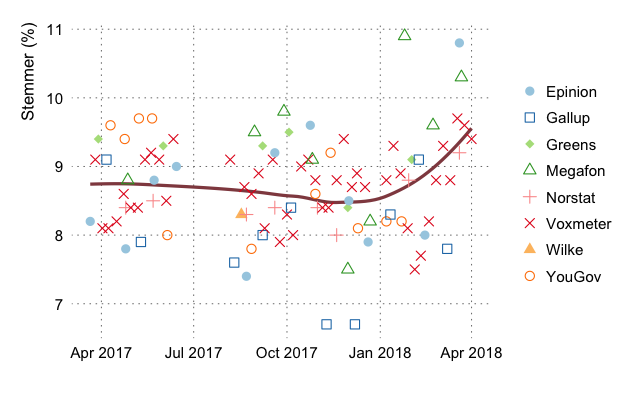 Stemmer (%)
11
10
9
8
7
Apr 2017 Jul 2017 Oct 2017 Jan 2018 Apr 2018
Epinion
Gallup
Greens
Megafon
Norstat
Voxmeter
Wilke
YouGov